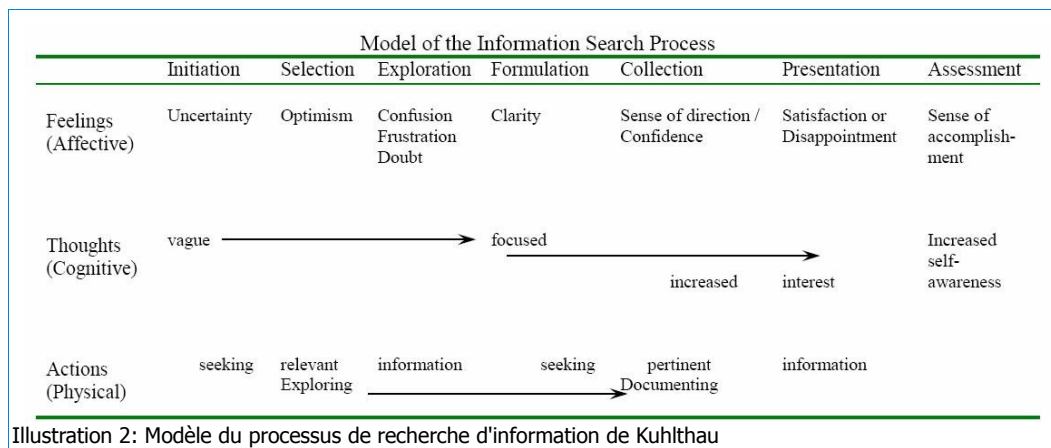 Model of the Information Search Process
Initiation Selection Exploration Formulation Collection Presentation Assessment
Feelings (Affective)
Uncertainty
Optimism
Confusion
Frustration
Doubt
Clarity
Sense of direction /
Confidence
Satisfaction or
Disappointment
Sense of
accomplish-
ment
Thoughts
(Cognitive)
vague
focused
increased interest
Increased
self-
awareness
Actions
(Physical)
seeking relevant information seeking pertinent information
Exploring Documenting
Illustration 2: Modèle du processus de recherche d'information de Kuhlthau